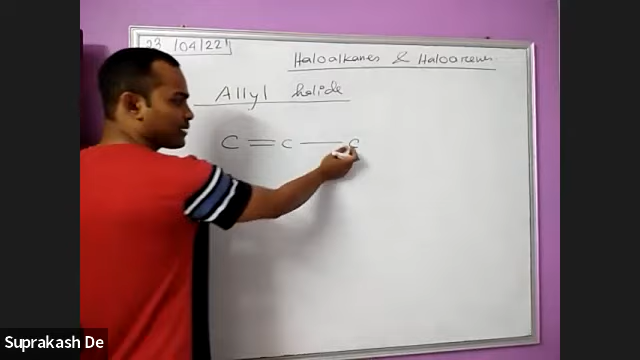 23/04/22
Haloalkanes & Haloarenes
Allyl halide
C = C — C
Suprakash De